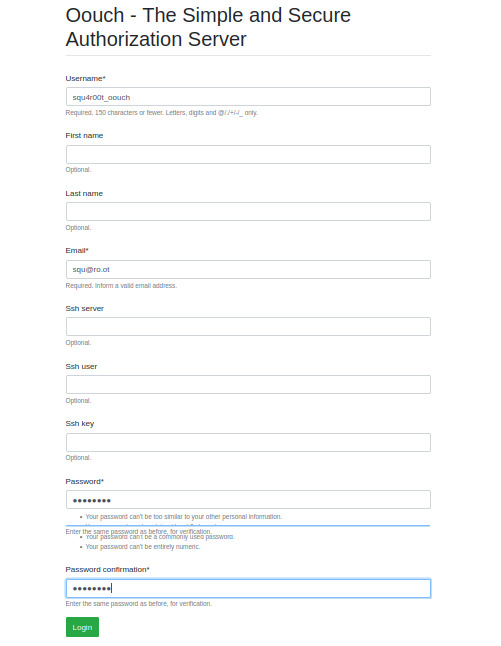 Oouch - The Simple and Secure
Authorization Server
Username*
squ4r00t_oouch
Required. 150 characters or fewer. Letters, digits and @/./+/-/_ only.
First name
Optional.
Last name
Optional.
Email*
squ@ro.ot
Required. Inform a valid email address.
Ssh server
Optional.
Ssh user
Optional.
Ssh key
Optional.
Password*
•••••••• 
• Your password can't be too similar to your other personal information.
Enter the same password as before, for verification.
• Your password can't be a commonly used password.
• Your password can't be entirely numeric.
Password confirmation*
••••••••
Enter the same password as before, for verification.
Login